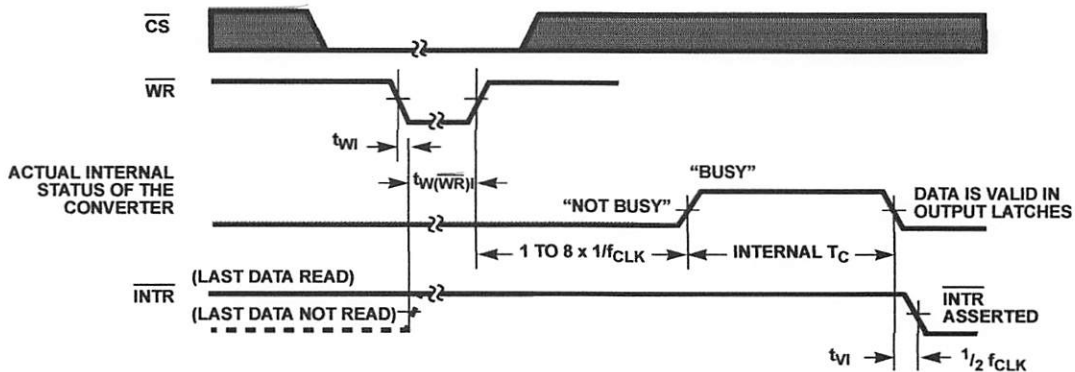 CS
WR
tWI
ACTUAL INTERNAL
STATUS OF THE
CONVERTER
tW(WR)I
"BUSY"
"NOT BUSY"
DATA IS VALID IN
OUTPUT LATCHES
1 TO 8 x 1/fCLK
INTERNAL TC
(LAST DATA READ)
INTR
(LAST DATA NOT READ)
INTR
ASSERTED
tVI
1/2 fCLK